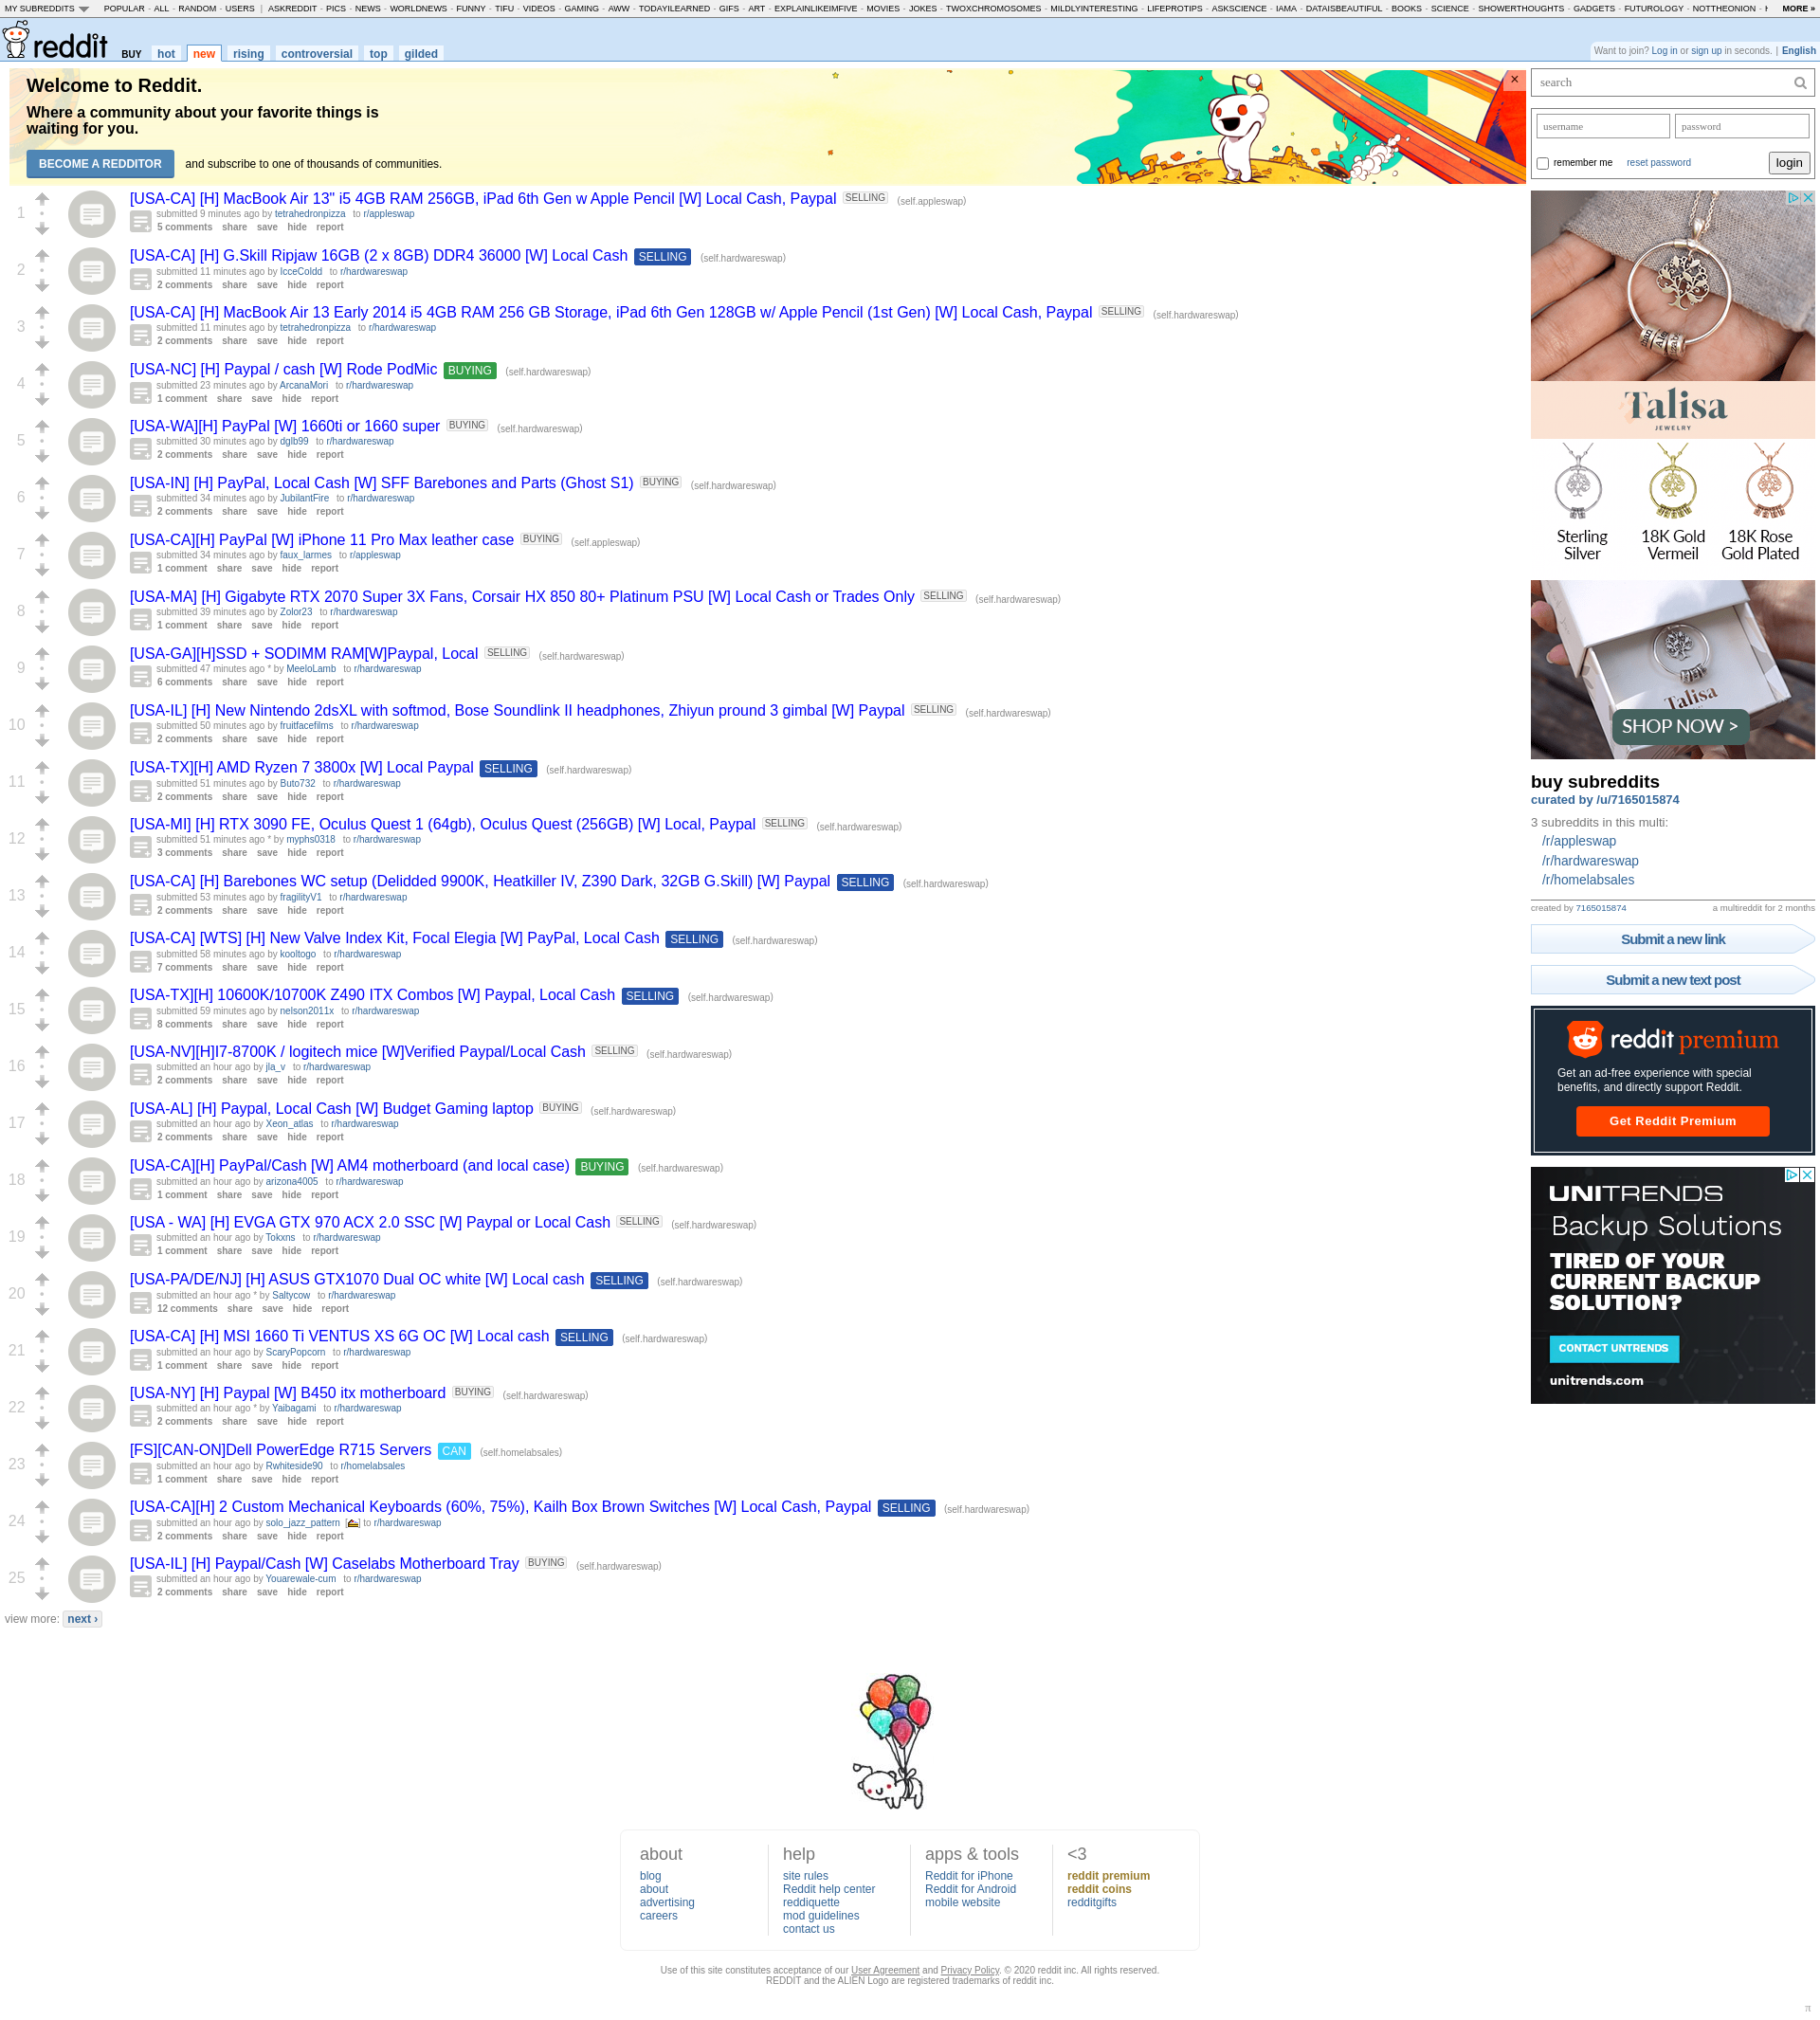 MY SUBREDDITS POPULAR - ALL - RANDOM - USERS | ASKREDDIT - PICS - NEWS - WORLDNEWS - FUNNY - TIFU - VIDEOS - GAMING - AWW - TODAYILEARNED - GIFS - ART - EXPLAINLIKEIMFIVE - MOVIES - JOKES - TWOXCHROMOSOMES - MILDLYINTERESTING - LIFEPROTIPS - ASKSCIENCE - IAMA - DATAISBEAUTIFUL - BOOKS - SCIENCE - SHOWERTHOUGHTS - GADGETS - FUTUROLOGY - NOTTHEONION - MORE »
reddit BUY hot new rising controversial top gilded
Want to join? Log in or sign up in seconds. | English
Welcome to Reddit.
Where a community about your favorite things is
waiting for you.
BECOME A REDDITOR and subscribe to one of thousands of communities.
1
[USA-CA] [H] MacBook Air 13" i5 4GB RAM 256GB, iPad 6th Gen w Apple Pencil [W] Local Cash, Paypal SELLING (self.appleswap)
submitted 9 minutes ago by tetrahedronpizza to r/appleswap
5 comments share save hide report
2
[USA-CA] [H] G.Skill Ripjaw 16GB (2 x 8GB) DDR4 36000 [W] Local Cash SELLING (self.hardwareswap)
submitted 11 minutes ago by IcceColdd to r/hardwareswap
2 comments share save hide report
3
[USA-CA] [H] MacBook Air 13 Early 2014 i5 4GB RAM 256 GB Storage, iPad 6th Gen 128GB w/ Apple Pencil (1st Gen) [W] Local Cash, Paypal SELLING (self.hardwareswap)
submitted 11 minutes ago by tetrahedronpizza to r/hardwareswap
2 comments share save hide report
4
[USA-NC] [H] Paypal / cash [W] Rode PodMic BUYING (self.hardwareswap)
submitted 23 minutes ago by ArcanaMori to r/hardwareswap
1 comment share save hide report
5
[USA-WA][H] PayPal [W] 1660ti or 1660 super BUYING (self.hardwareswap)
submitted 30 minutes ago by dglb99 to r/hardwareswap
2 comments share save hide report
6
[USA-IN] [H] PayPal, Local Cash [W] SFF Barebones and Parts (Ghost S1) BUYING (self.hardwareswap)
submitted 34 minutes ago by JubilantFire to r/hardwareswap
2 comments share save hide report
7
[USA-CA][H] PayPal [W] iPhone 11 Pro Max leather case BUYING (self.appleswap)
submitted 34 minutes ago by faux_larmes to r/appleswap
1 comment share save hide report
8
[USA-MA] [H] Gigabyte RTX 2070 Super 3X Fans, Corsair HX 850 80+ Platinum PSU [W] Local Cash or Trades Only SELLING (self.hardwareswap)
submitted 39 minutes ago by Zolor23 to r/hardwareswap
1 comment share save hide report
9
[USA-GA][H]SSD + SODIMM RAM[W]Paypal, Local SELLING (self.hardwareswap)
submitted 47 minutes ago * by MeeloLamb to r/hardwareswap
6 comments share save hide report
10
[USA-IL] [H] New Nintendo 2dsXL with softmod, Bose Soundlink II headphones, Zhiyun pround 3 gimbal [W] Paypal SELLING (self.hardwareswap)
submitted 50 minutes ago by fruitfacefilms to r/hardwareswap
2 comments share save hide report
11
[USA-TX][H] AMD Ryzen 7 3800x [W] Local Paypal SELLING (self.hardwareswap)
submitted 51 minutes ago by Buto732 to r/hardwareswap
2 comments share save hide report
12
[USA-MI] [H] RTX 3090 FE, Oculus Quest 1 (64gb), Oculus Quest (256GB) [W] Local, Paypal SELLING (self.hardwareswap)
submitted 51 minutes ago * by myphs0318 to r/hardwareswap
3 comments share save hide report
13
[USA-CA] [H] Barebones WC setup (Delidded 9900K, Heatkiller IV, Z390 Dark, 32GB G.Skill) [W] Paypal SELLING (self.hardwareswap)
submitted 53 minutes ago by fragilityV1 to r/hardwareswap
2 comments share save hide report
14
[USA-CA] [WTS] [H] New Valve Index Kit, Focal Elegia [W] PayPal, Local Cash SELLING (self.hardwareswap)
submitted 58 minutes ago by kooltogo to r/hardwareswap
7 comments share save hide report
15
[USA-TX][H] 10600K/10700K Z490 ITX Combos [W] Paypal, Local Cash SELLING (self.hardwareswap)
submitted 59 minutes ago by nelson2011x to r/hardwareswap
8 comments share save hide report
16
[USA-NV][H]I7-8700K / logitech mice [W]Verified Paypal/Local Cash SELLING (self.hardwareswap)
submitted an hour ago by jla_v to r/hardwareswap
2 comments share save hide report
17
[USA-AL] [H] Paypal, Local Cash [W] Budget Gaming laptop BUYING (self.hardwareswap)
submitted an hour ago by Xeon_atlas to r/hardwareswap
2 comments share save hide report
18
[USA-CA][H] PayPal/Cash [W] AM4 motherboard (and local case) BUYING (self.hardwareswap)
submitted an hour ago by arizona4005 to r/hardwareswap
1 comment share save hide report
19
[USA - WA] [H] EVGA GTX 970 ACX 2.0 SSC [W] Paypal or Local Cash SELLING (self.hardwareswap)
submitted an hour ago by Tokxns to r/hardwareswap
1 comment share save hide report
20
[USA-PA/DE/NJ] [H] ASUS GTX1070 Dual OC white [W] Local cash SELLING (self.hardwareswap)
submitted an hour ago * by Saltycow to r/hardwareswap
12 comments share save hide report
21
[USA-CA] [H] MSI 1660 Ti VENTUS XS 6G OC [W] Local cash SELLING (self.hardwareswap)
submitted an hour ago by ScaryPopcorn to r/hardwareswap
1 comment share save hide report
22
[USA-NY] [H] Paypal [W] B450 itx motherboard BUYING (self.hardwareswap)
submitted an hour ago * by Yaibagami to r/hardwareswap
2 comments share save hide report
23
[FS][CAN-ON]Dell PowerEdge R715 Servers CAN (self.homelabsales)
submitted an hour ago by Rwhiteside90 to r/homelabsales
1 comment share save hide report
24
[USA-CA][H] 2 Custom Mechanical Keyboards (60%, 75%), Kailh Box Brown Switches [W] Local Cash, Paypal SELLING (self.hardwareswap)
submitted an hour ago by solo_jazz_pattern [] to r/hardwareswap
2 comments share save hide report
25
[USA-IL] [H] Paypal/Cash [W] Caselabs Motherboard Tray BUYING (self.hardwareswap)
submitted an hour ago by Youarewale-cum to r/hardwareswap
2 comments share save hide report
view more: next ›
search
username password
remember me reset password login
Talisa
JEWELRY
Sterling Silver
18K Gold Vermeil
18K Rose Gold Plated
Talisa
SHOP NOW >
buy subreddits
curated by /u/7165015874
3 subreddits in this multi:
/r/appleswap
/r/hardwareswap
/r/homelabsales
created by 7165015874 a multireddit for 2 months
Submit a new link
Submit a new text post
reddit premium
Get an ad-free experience with special
benefits, and directly support Reddit.
Get Reddit Premium
UNITRENDS
Backup Solutions
TIRED OF YOUR
CURRENT BACKUP
SOLUTION?
CONTACT UNTRENDS
unitrends.com
about
blog
about
advertising
careers
help
site rules
Reddit help center
reddiquette
mod guidelines
contact us
apps & tools
Reddit for iPhone
Reddit for Android
mobile website
<3
reddit premium
reddit coins
redditgifts
Use of this site constitutes acceptance of our User Agreement and Privacy Policy. © 2020 reddit inc. All rights reserved.
REDDIT and the ALIEN Logo are registered trademarks of reddit inc.
π